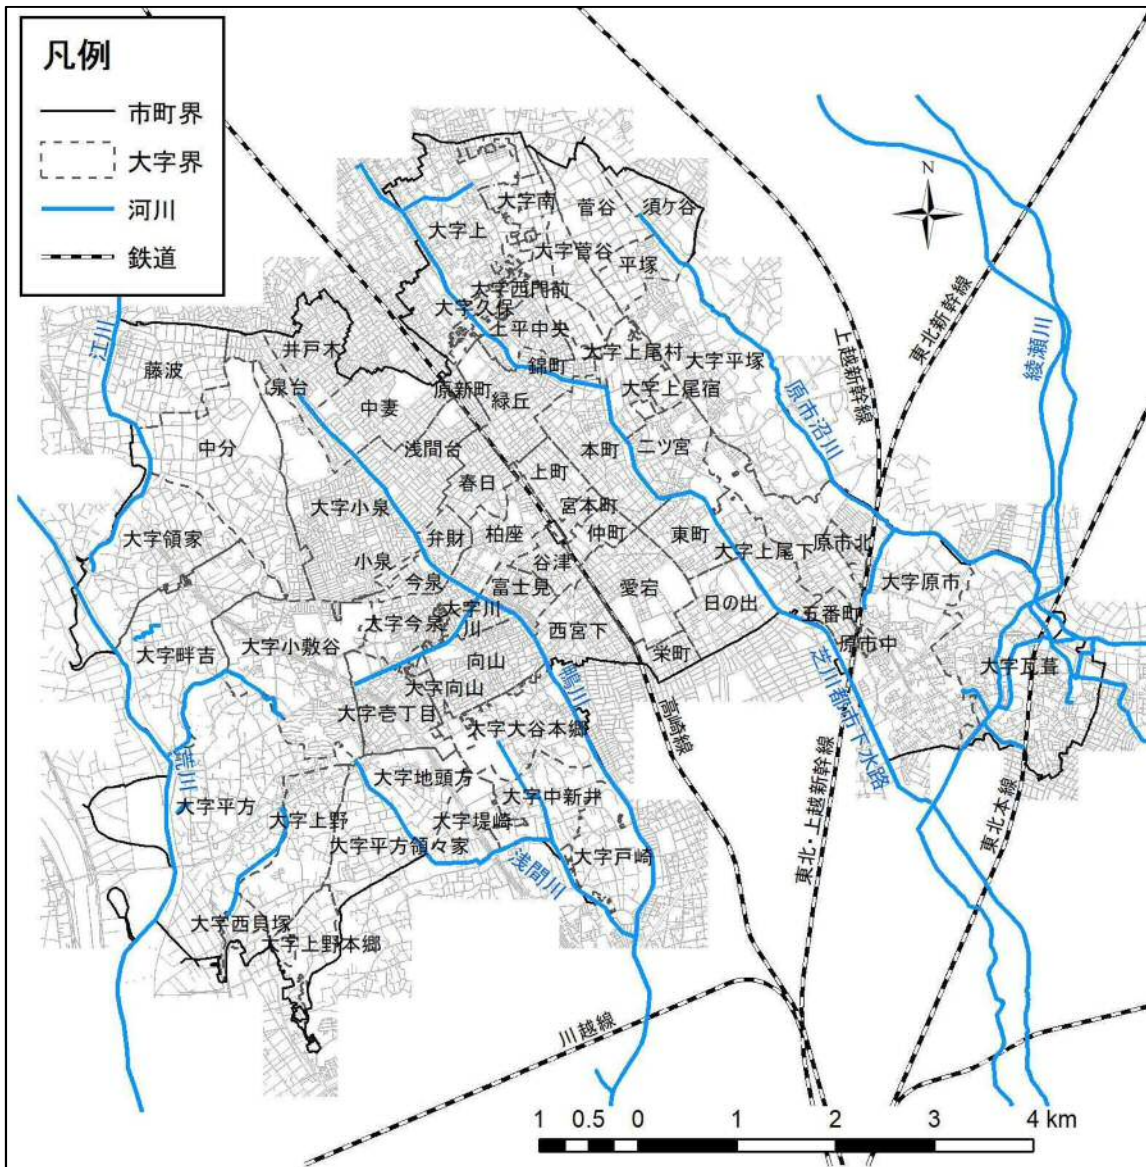 凡例
市町界
大字界
河川
鉄道
N
大字南
菅谷
須ケ谷
大字上
大字菅谷
平塚
大字西門前
大字久保
上平中央
江川
井戸木
藤波
泉台
中妻
原新町
緑丘
錦町
大字上尾村
大字平塚
大字上尾宿
上越新幹線
東北新幹線
綾瀬川
原市沼川
中分
浅間台
春日
上町
本町
二ツ宮
大字小泉
弁財
柏座
宮本町
仲町
東町
大字上尾下
原市北
大字領家
小泉
今泉
谷津
富士見
愛宕
日の出
大字原市
五番町
原市中
大字川
大字今泉
西宮下
栄町
大字畔吉
大字小敷谷
向山
大字向山
鴨川
高崎線
芝川都市下水路
大字瓦葺
大字壱丁目
大字大谷本郷
荒川
大字平方
大字地頭方
大字中新井
大字上野
大字堤崎
大字平方領々家
浅間川
大字戸崎
東北・上越新幹線
東北本線
大字西貝塚
大字上野本郷
川越線
1 0.5 0 1 2 3 4 km